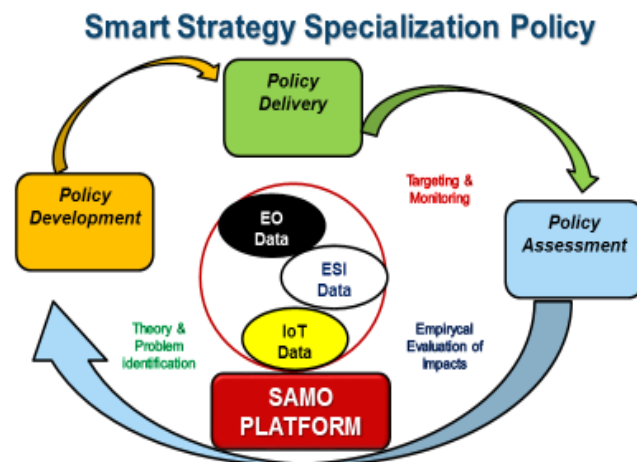 Smart Strategy Specialization Policy
Policy
Delivery
Policy
Development
Targeting &
Monitoring
Policy
Assessment
EO
Data
ESI
Data
IoT
Data
Theory &
Problem
identification
Empirycal
Evaluation of
Impacts
SAMO
PLATFORM